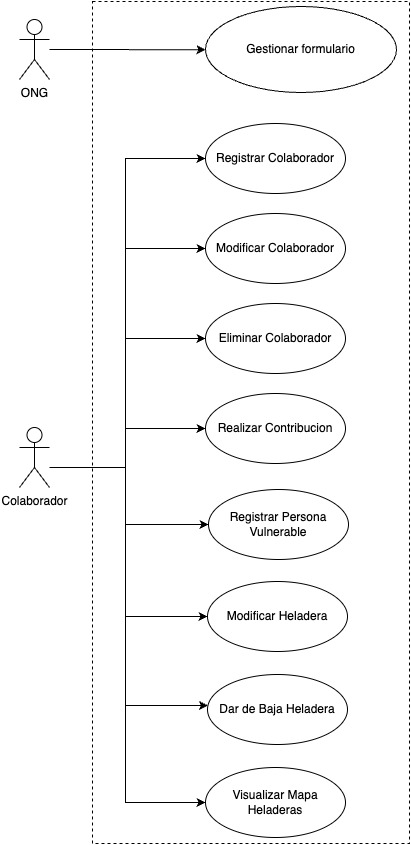 Gestionar formulario
ONG
Registrar Colaborador
Modificar Colaborador
Eliminar Colaborador
Realizar Contribucion
Colaborador
Registrar Persona
Vulnerable
Modificar Heladera
Dar de Baja Heladera
Visualizar Mapa
Heladeras